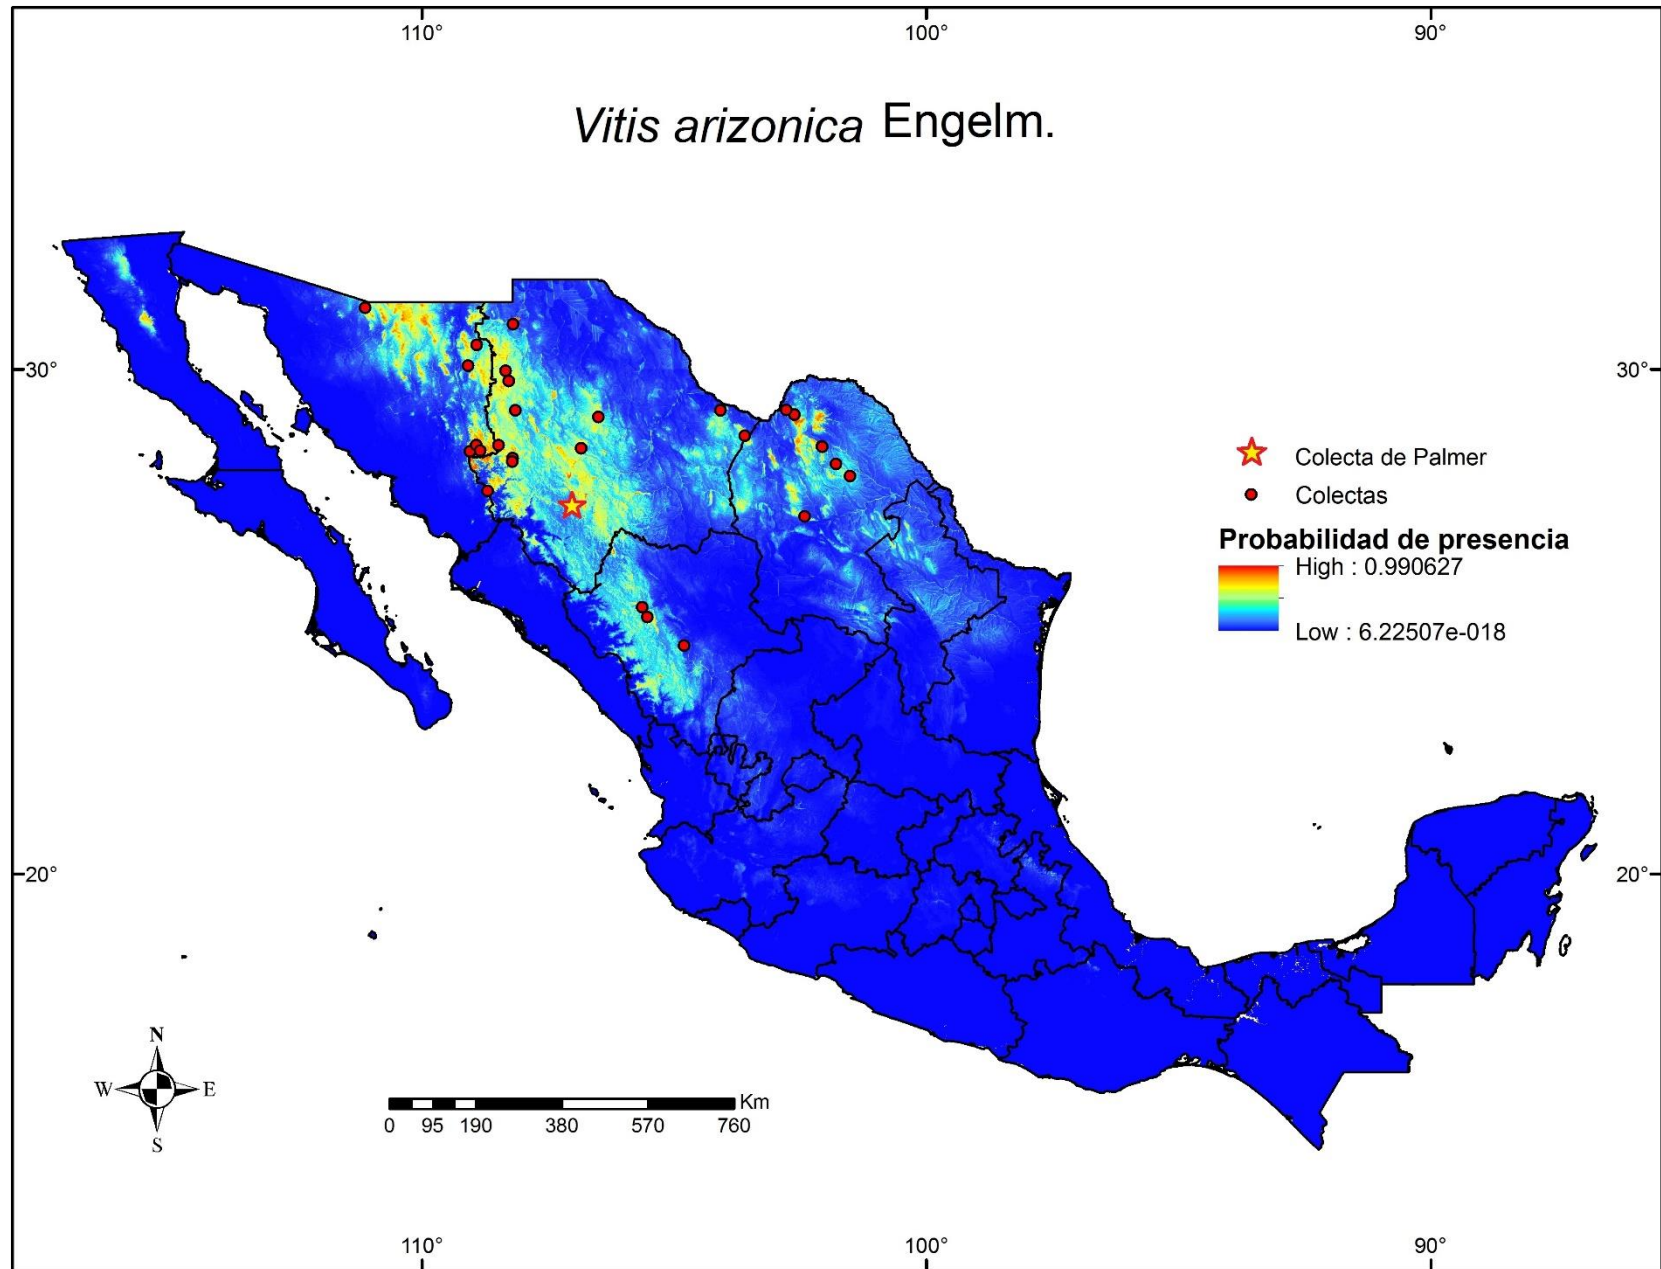 110°
100°
90°
Vitis arizonica Engelm.
30°
30°
Colecta de Palmer
Colectas
Probabilidad de presencia
High : 0.990627
Low : 6.22507e-018
20°
20°
N
W
E
S
Km
0 95 190 380 570 760
110°
100°
90°